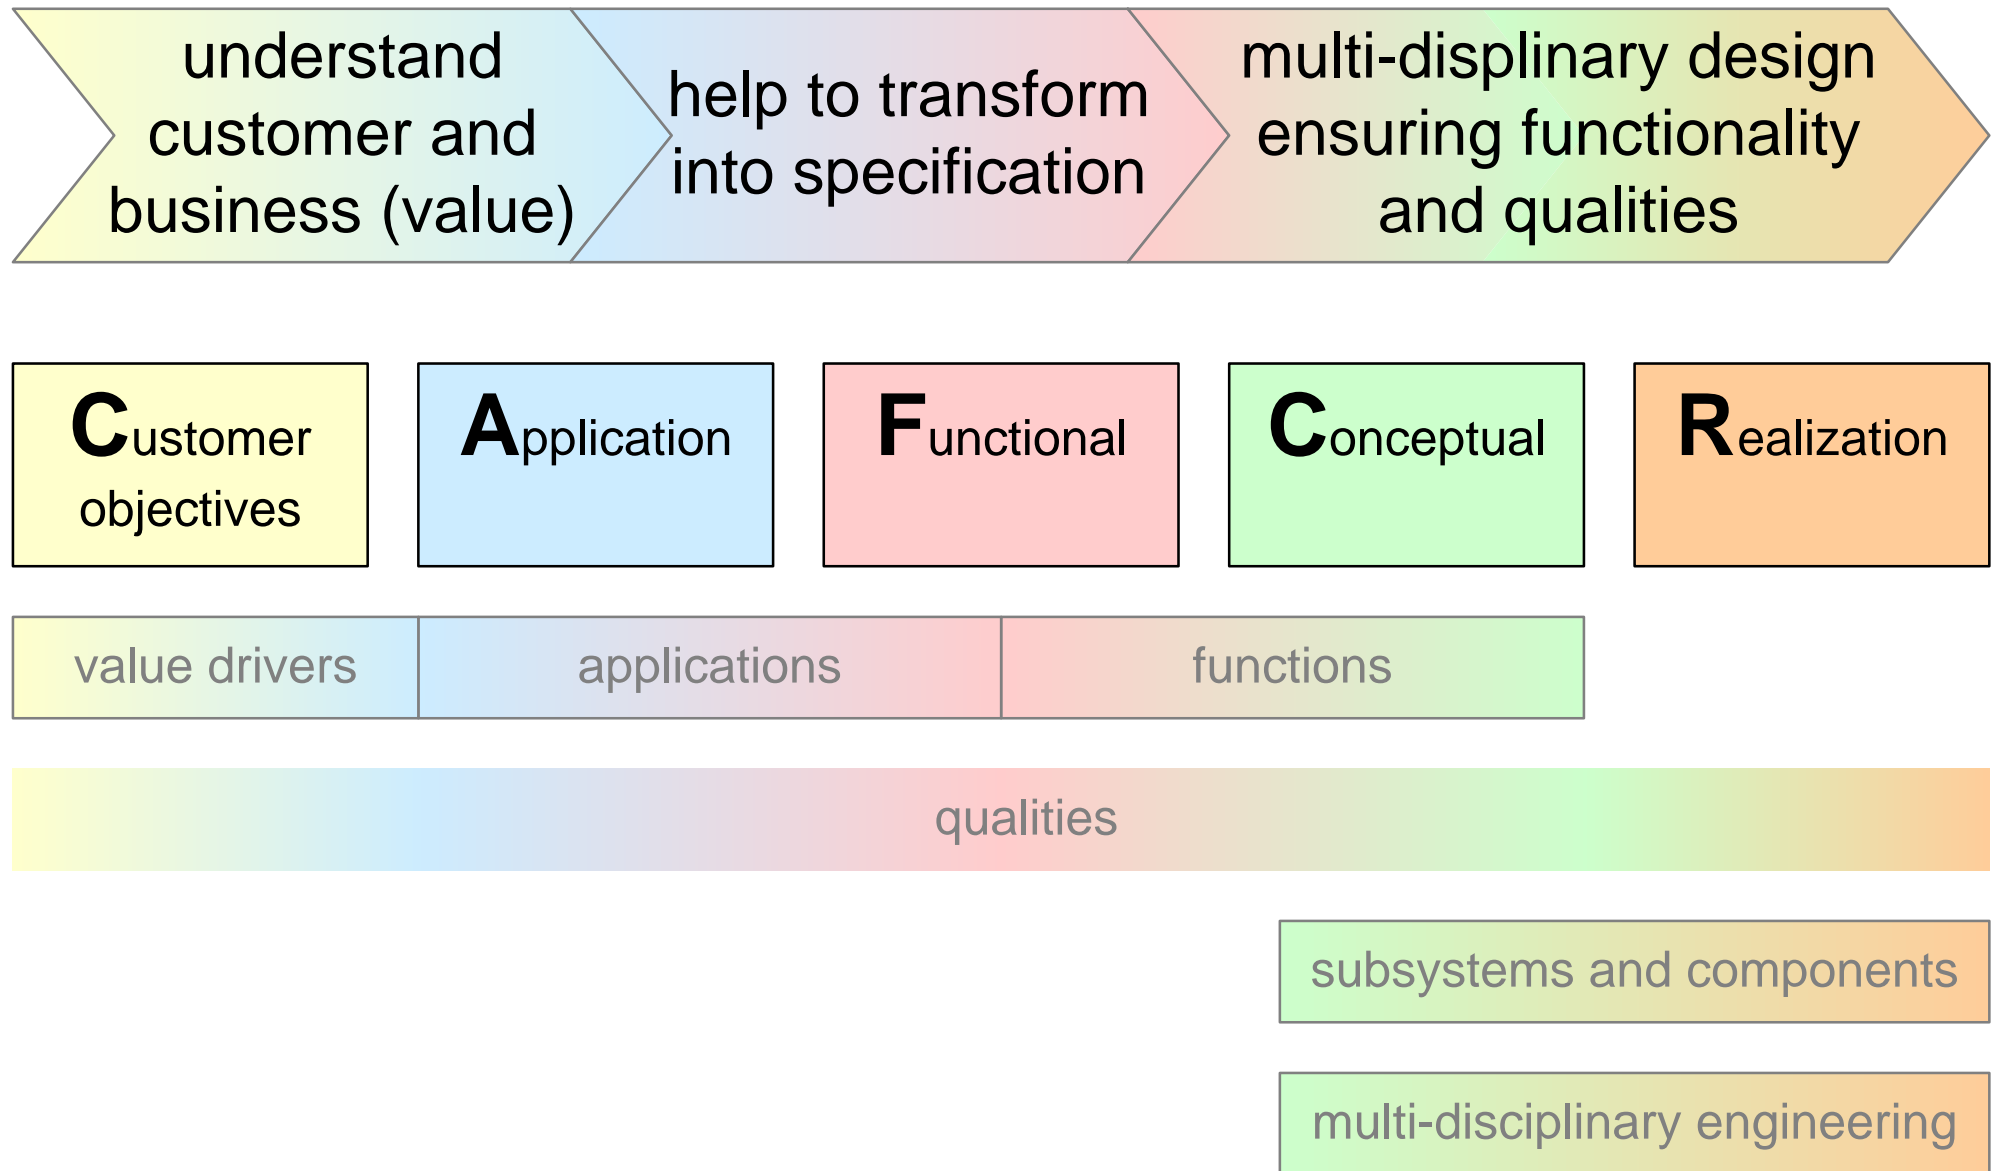 understand
customer and
business (value)
help to transform
into specification
multi-displinary design
ensuring functionality
and qualities
Customer
objectives
Application
Functional
Conceptual
Realization
value drivers
applications
functions
qualities
subsystems and components
multi-disciplinary engineering